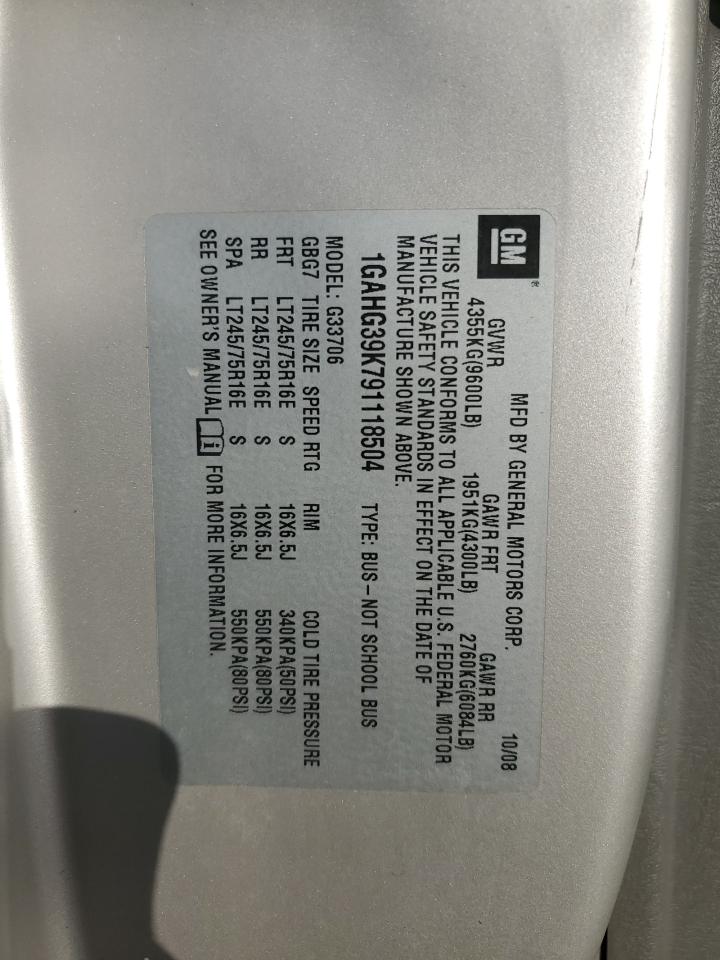 GM®
MFD BY GENERAL MOTORS CORP. 10/08
GVWR GAWR FRT GAWR RR
4355KG(9600LB) 1951KG(4300LB) 2760KG(6084LB)
THIS VEHICLE CONFORMS TO ALL APPLICABLE U.S. FEDERAL MOTOR
VEHICLE SAFETY STANDARDS IN EFFECT ON THE DATE OF
MANUFACTURE SHOWN ABOVE.
1GAHG39K791118504 TYPE: BUS-NOT SCHOOL BUS
MODEL: G33706
GBG7 TIRE SIZE SPEED RTG RIM COLD TIRE PRESSURE
FRT LT245/75R16E S 16X6.5J 340KPA(50PSI)
RR LT245/75R16E S 16X6.5J 550KPA(80PSI)
SPA LT245/75R16E S 16X6.5J 550KPA(80PSI)
SEE OWNER'S MANUAL i FOR MORE INFORMATION.